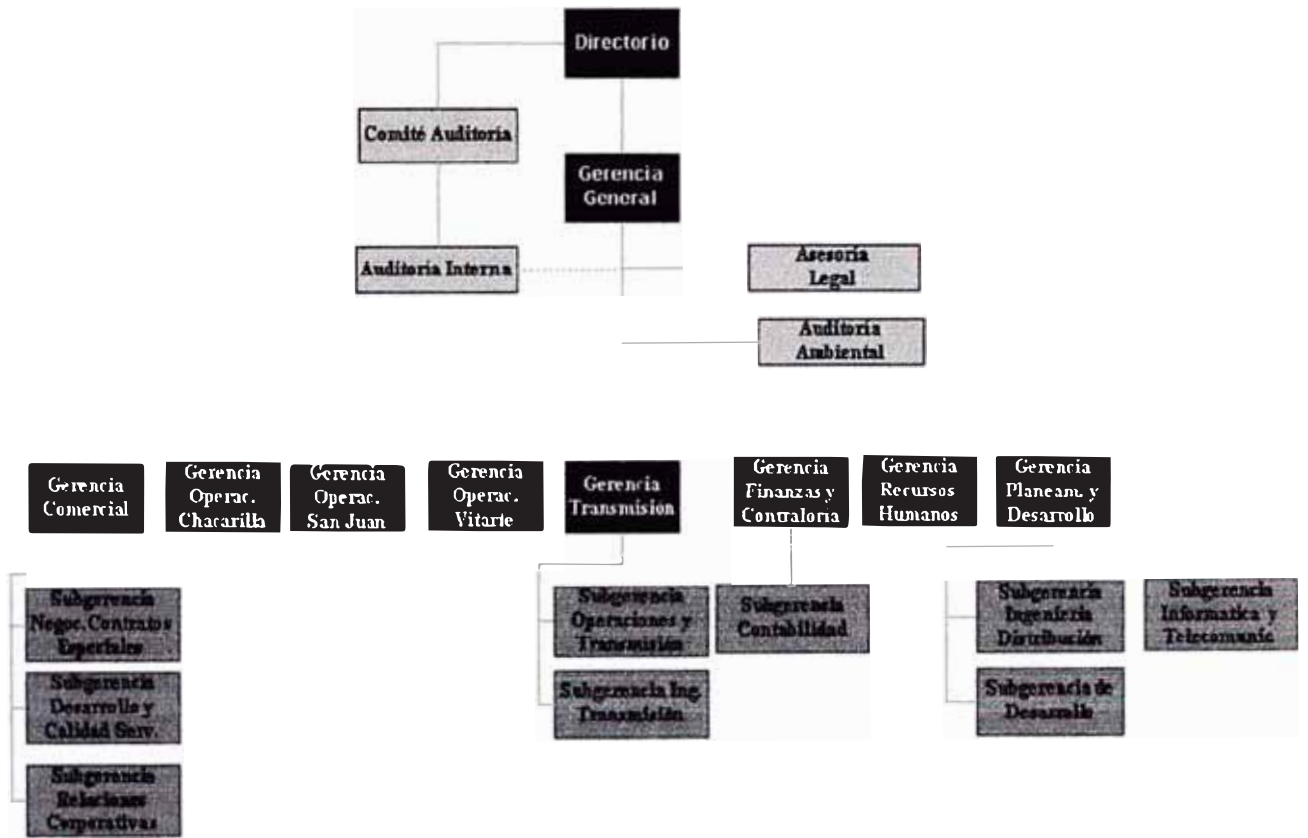 Directorio
Comité Auditoría
Gerencia
General
Auditoría Interna
Asesoría
Legal
Auditoría
Ambiental
Gerencia
Comercial
Gerencia
Operac.
Chacarilla
Gerencia
Operac.
San Juan
Gerencia
Operac.
Vitarte
Gerencia
Transmisión
Gerencia
Finanzas y
Contraloría
Gerencia
Recursos
Humanos
Gerencia
Planeam. y
Desarrollo
Subgerencia
Negoc. Contratos
Especiales
Subgerencia
Desarrollo y
Calidad Serv.
Subgerencia
Relaciones
Corporativas
Subgerencia
Operaciones y
Transmisión
Subgerencia Ing.
Transmisión
Subgerencia
Contabilidad
Subgerencia
Ingeniería
Distribución
Subgerencia de
Desarrollo
Subgerencia
Informatica y
Telecomunic